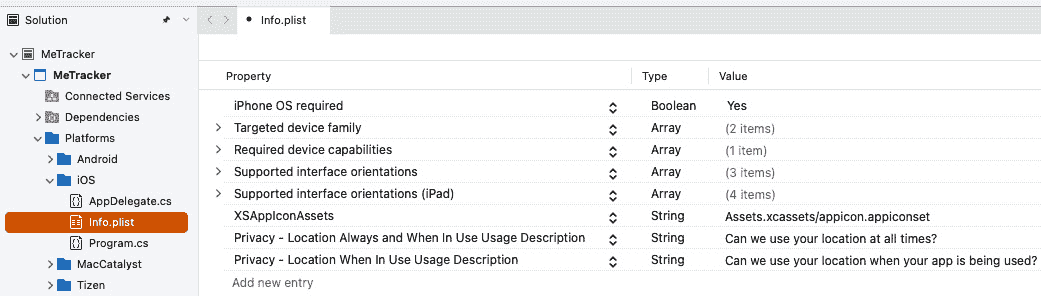 Solution
Info.plist
MeTracker
MeTracker
Connected Services
Dependencies
Platforms
Android
iOS
AppDelegate.cs
Info.plist
Program.cs
MacCatalyst
Tizen
Property Type Value
iPhone OS required Boolean Yes
Targeted device family Array (2 items)
Required device capabilities Array (1 item)
Supported interface orientations Array (3 items)
Supported interface orientations (iPad) Array (4 items)
XSAppIconAssets String Assets.xcassets/appicon.appiconset
Privacy - Location Always and When In Use Usage Description String Can we use your location at all times?
Privacy - Location When In Use Usage Description String Can we use your location when your app is being used?
Add new entry